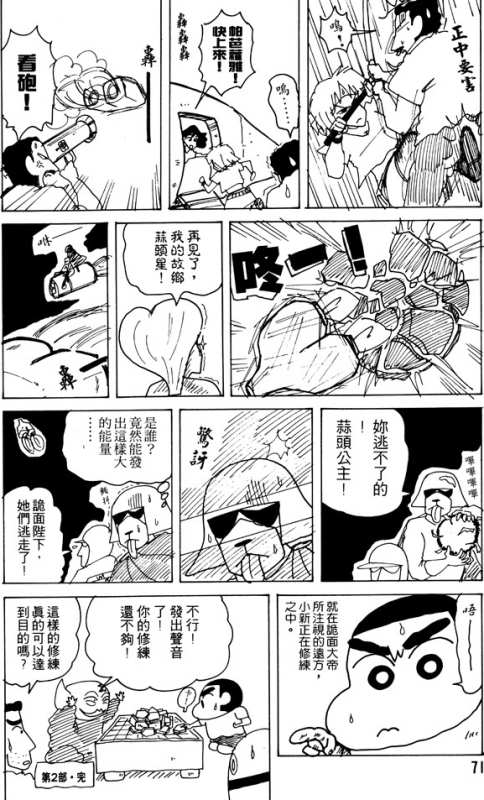 正中要害
嗚！
嗚……
帕芭蘿雅！
快上來！
轟轟轟
轟
看砲！
咚——！
再見了，
我的故鄉
蒜頭星！
咻
轟
嗶嗶嗶嗶
妳逃不了的
蒜頭公主！
驚訝
是誰？
竟然能發
出這樣大
的能量
……
詭面陛下，
她們逃走了！
唔—
就在詭面大帝
所注視的遠方，
小新正在修練
之中。
不行！
發出聲音
了！
你的修練
還不夠！
這樣的修練
真的可以達
到目的嗎？
第2部・完
71